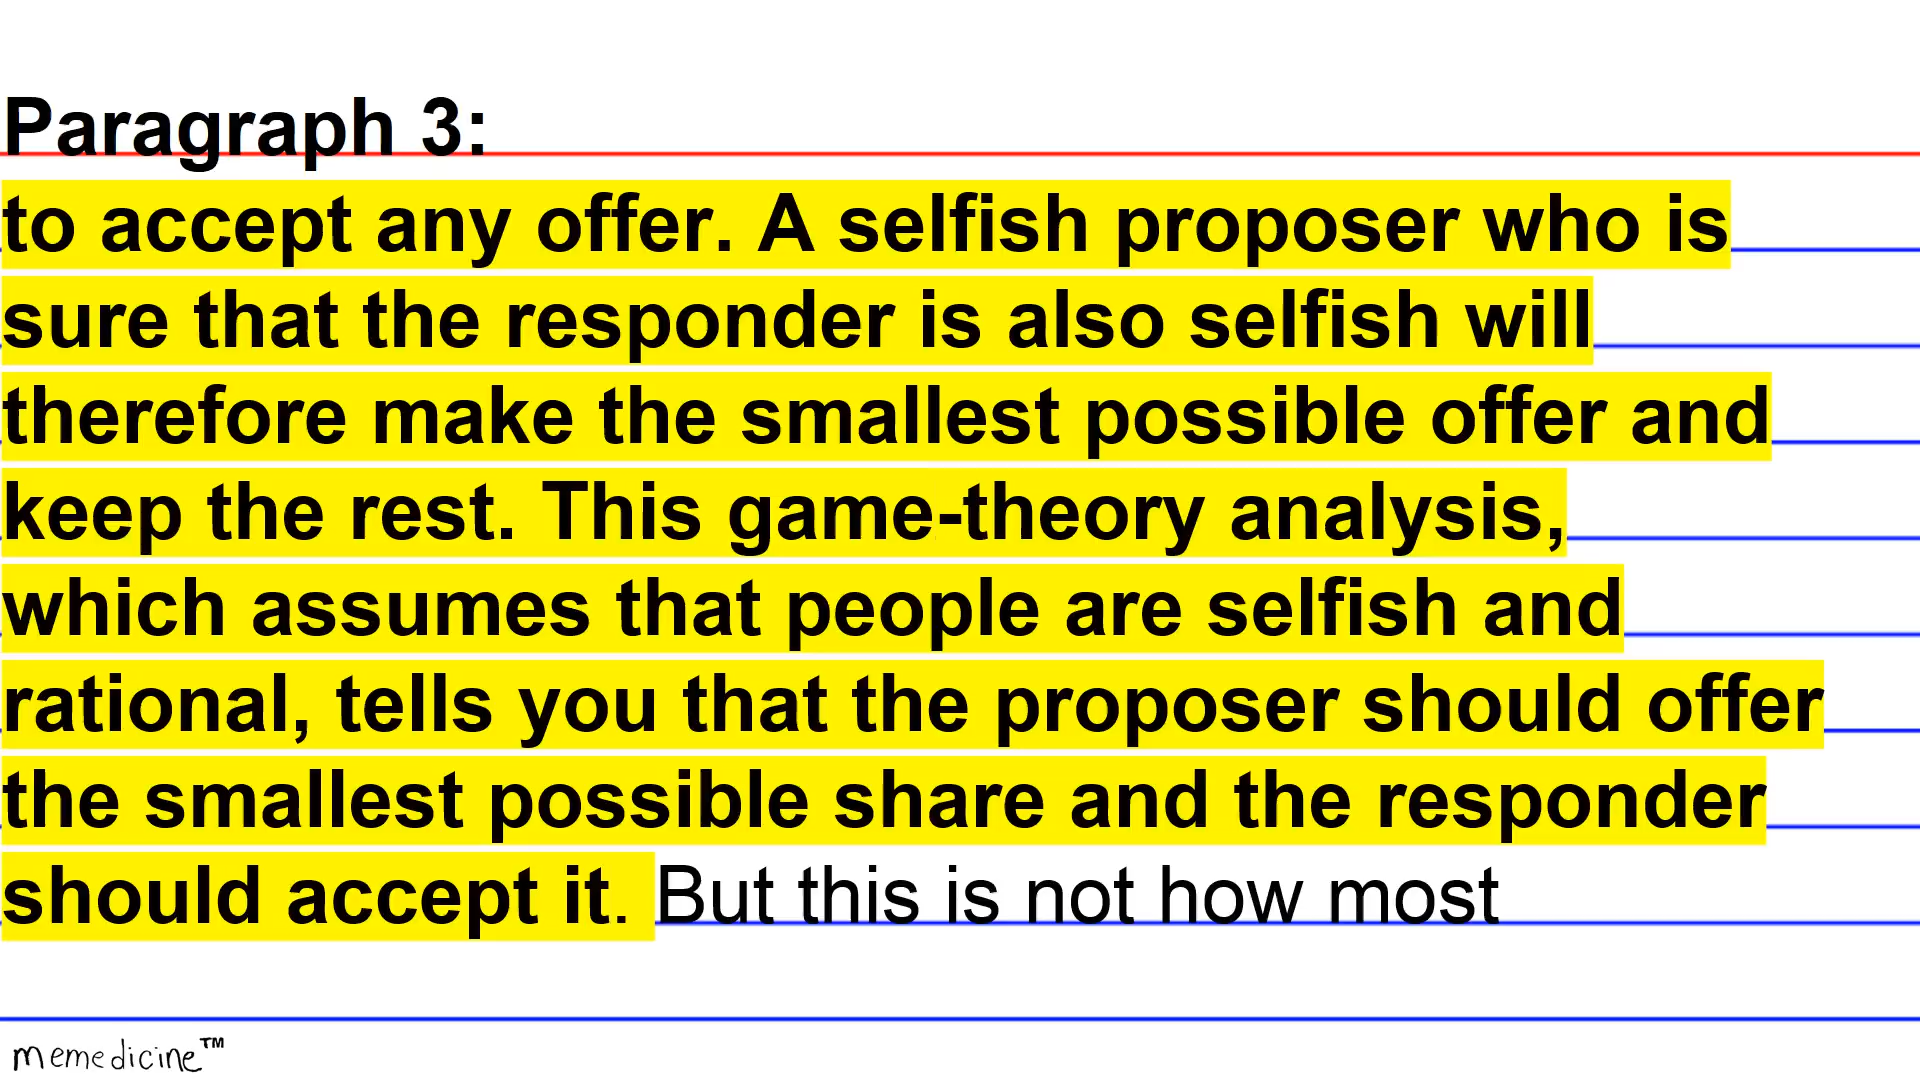 Paragraph 3:
to accept any offer. A selfish proposer who is
sure that the responder is also selfish will
therefore make the smallest possible offer and
keep the rest. This game-theory analysis,
which assumes that people are selfish and
rational, tells you that the proposer should offer
the smallest possible share and the responder
should accept it. But this is not how most
memedicine™